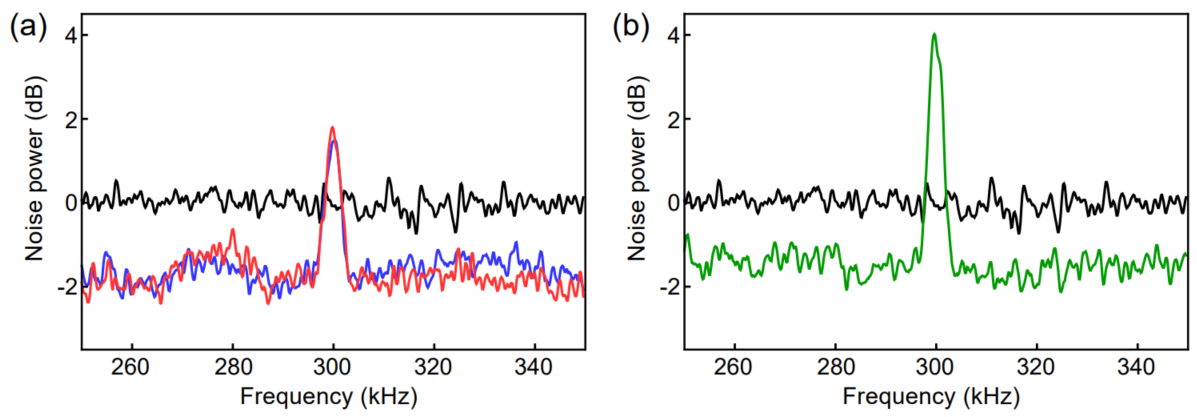 (a)
Noise power (dB)
4
2
0
-2
260 280 300 320 340
Frequency (kHz)
(b)
Noise power (dB)
4
2
0
-2
260 280 300 320 340
Frequency (kHz)